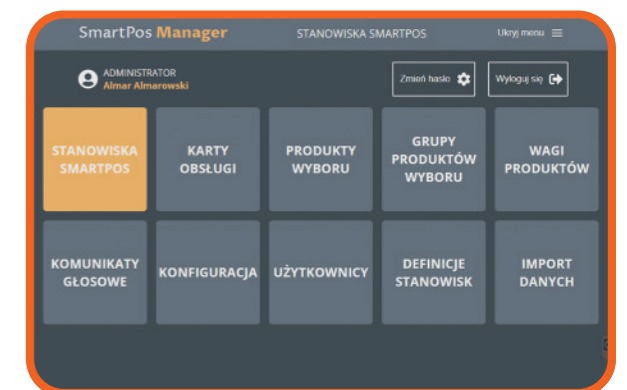 SmartPos Manager
STANOWISKA SMARTPOS
Ukryj menu
ADMINISTRATOR
Almar Almarowski
Zmień hasło
Wyloguj się
STANOWISKA
SMARTPOS
KARTY
OBSŁUGI
PRODUKTY
WYBORU
GRUPY
PRODUKTÓW
WYBORU
WAGI
PRODUKTÓW
KOMUNIKATY
GŁOSOWE
KONFIGURACJA
UŻYTKOWNICY
DEFINICJE
STANOWISK
IMPORT
DANYCH